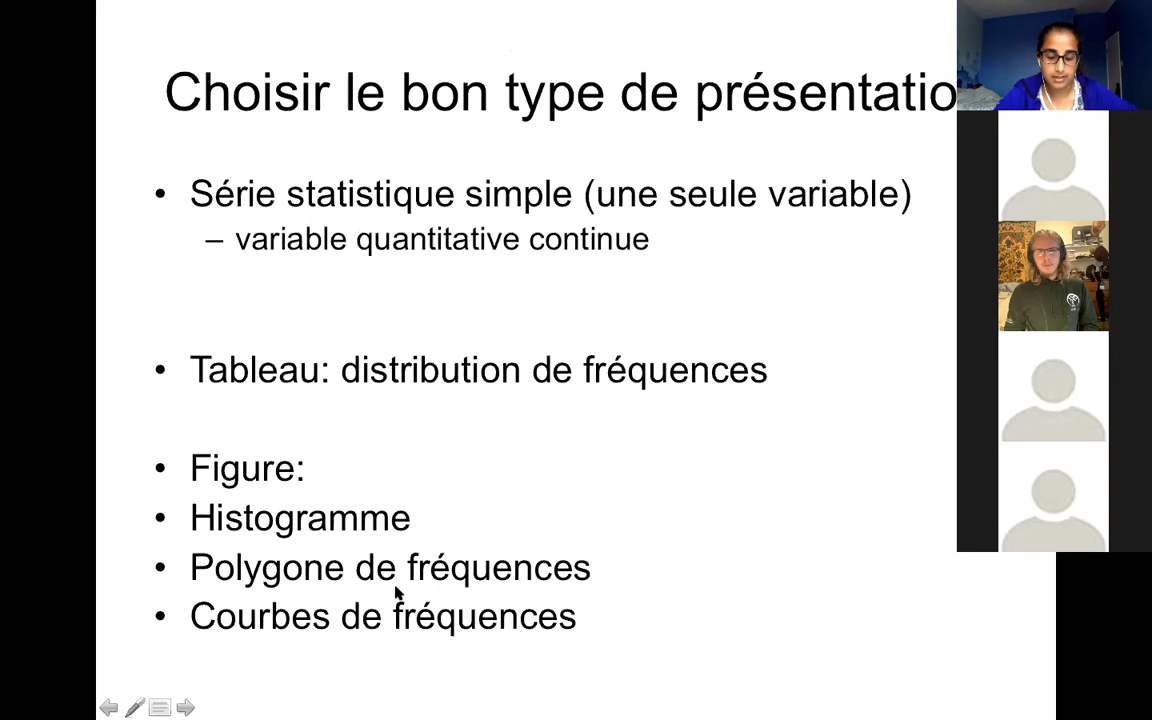 Choisir le bon type de présentatio
• Série statistique simple (une seule variable)
– variable quantitative continue
• Tableau: distribution de fréquences
• Figure:
• Histogramme
• Polygone de fréquences
• Courbes de fréquences